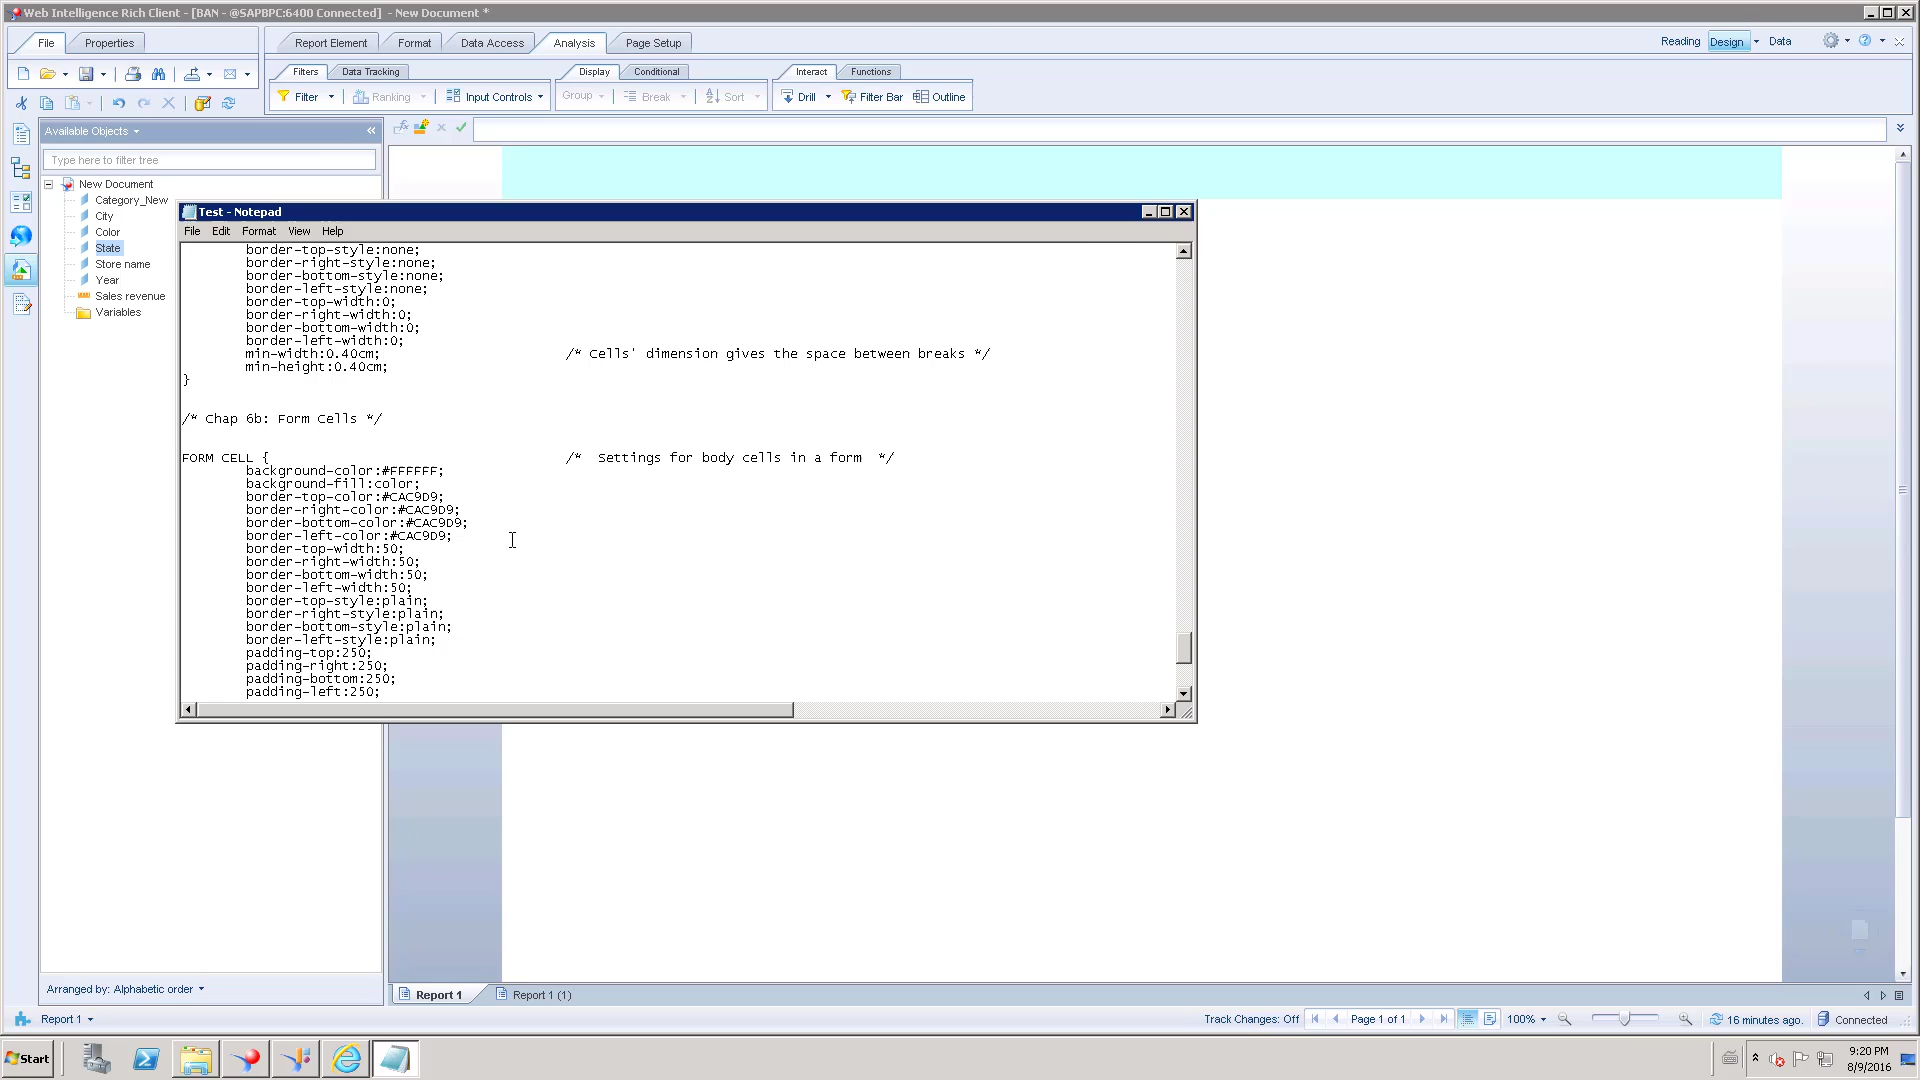 Web Intelligence Rich Client - [BAN - @SAPBPC:6400 Connected] - New Document *
File Properties Report Element Format Data Access Analysis Page Setup Reading Design Data
Filters Data Tracking Display Conditional Interact Functions
Filter Ranking Input Controls Group Break Sort Drill Filter Bar Outline
Available Objects
Type here to filter tree
New Document
Category_New
City
Color
State
Store name
Year
Sales revenue
Variables
Test - Notepad
File Edit Format View Help
border-top-style:none;
border-right-style:none;
border-bottom-style:none;
border-left-style:none;
border-top-width:0;
border-right-width:0;
border-bottom-width:0;
border-left-width:0;
min-width:0.40cm; /* Cells' dimension gives the space between breaks */
min-height:0.40cm;
}
/* Chap 6b: Form Cells */
FORM CELL { /* Settings for body cells in a form */
background-color:#FFFFFF;
background-fill:color;
border-top-color:#CAC9D9;
border-right-color:#CAC9D9;
border-bottom-color:#CAC9D9;
border-left-color:#CAC9D9;
border-top-width:50;
border-right-width:50;
border-bottom-width:50;
border-left-width:50;
border-top-style:plain;
border-right-style:plain;
border-bottom-style:plain;
border-left-style:plain;
padding-top:250;
padding-right:250;
padding-bottom:250;
padding-left:250;
Arranged by: Alphabetic order
Report 1 Report 1 (1)
Report 1 Track Changes: Off Page 1 of 1 100% 16 minutes ago. Connected
Start
9:20 PM
8/9/2016